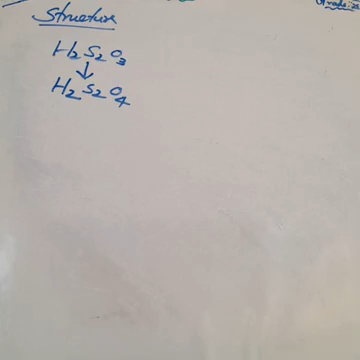 Structure
H₂S₂O₃
↓
H₂S₂O₄